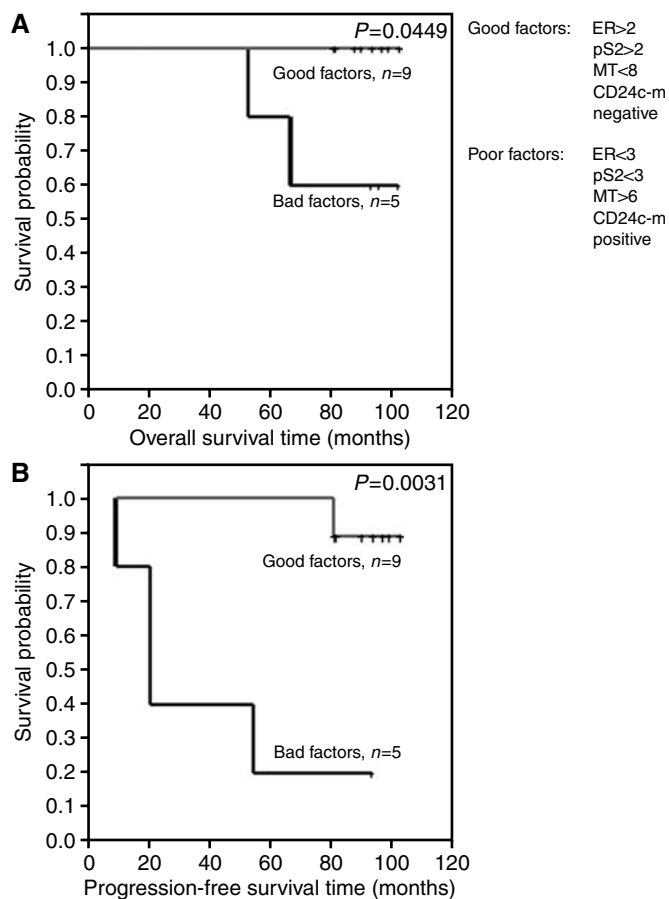 A
P=0.0449
1.0
0.9
0.8
0.7
0.6
0.5
0.4
0.3
0.2
0.1
0.0
Survival probability
Good factors, n=9
Bad factors, n=5
0 20 40 60 80 100 120
Overall survival time (months)
Good factors: ER>2
pS2>2
MT<8
CD24c-m
negative
Poor factors: ER<3
pS2<3
MT>6
CD24c-m
positive
B
P=0.0031
1.0
0.9
0.8
0.7
0.6
0.5
0.4
0.3
0.2
0.1
0.0
Survival probability
Good factors, n=9
Bad factors, n=5
0 20 40 60 80 100 120
Progression-free survival time (months)